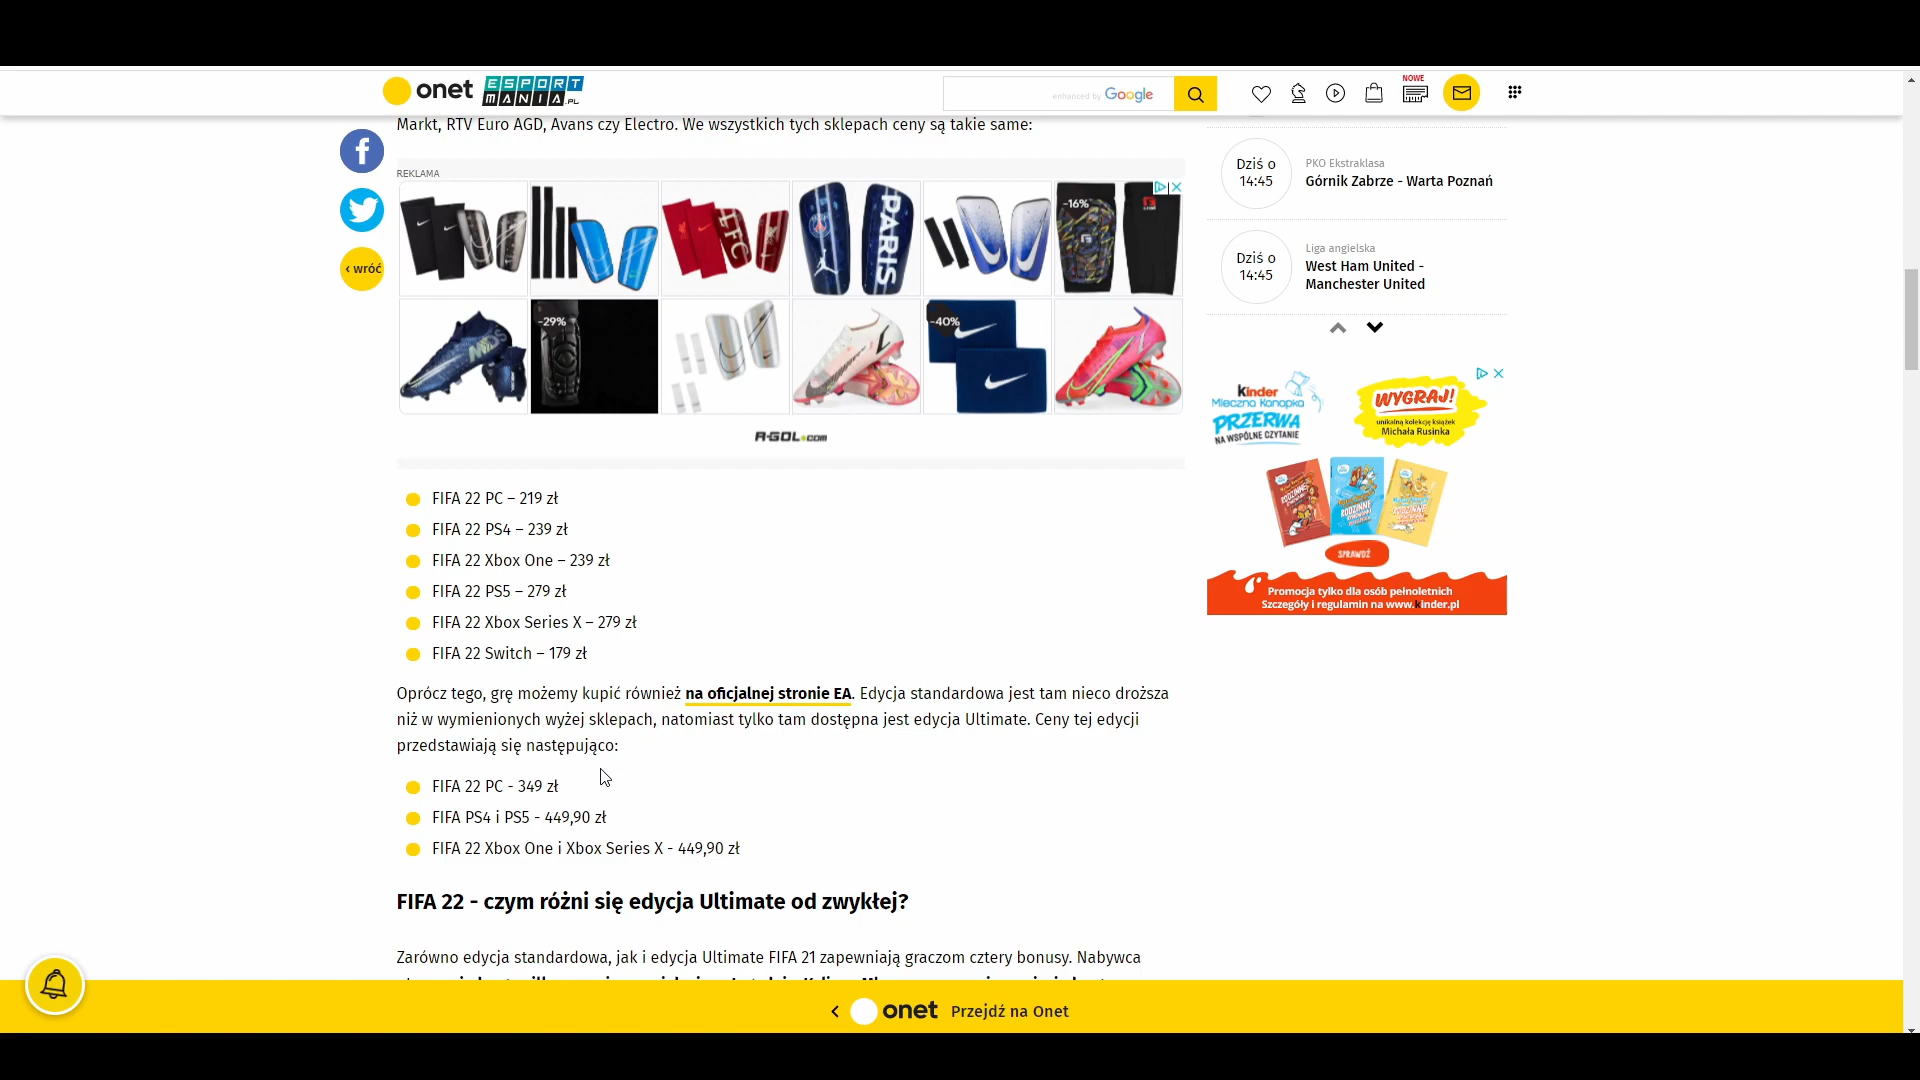 onet ESPORT MANIA.PL
enhanced by Google
NOWE
Markt, RTV Euro AGD, Avans czy Electro. We wszystkich tych sklepach ceny są takie same:
REKLAMA
LFC
PARIS
-16%
-29%
-40%
R-GOL.COM
FIFA 22 PC – 219 zł
FIFA 22 PS4 – 239 zł
FIFA 22 Xbox One – 239 zł
FIFA 22 PS5 – 279 zł
FIFA 22 Xbox Series X – 279 zł
FIFA 22 Switch – 179 zł
Oprócz tego, grę możemy kupić również na oficjalnej stronie EA. Edycja standardowa jest tam nieco droższa
niż w wymienionych wyżej sklepach, natomiast tylko tam dostępna jest edycja Ultimate. Ceny tej edycji
przedstawiają się następująco:
FIFA 22 PC - 349 zł
FIFA PS4 i PS5 - 449,90 zł
FIFA 22 Xbox One i Xbox Series X - 449,90 zł
FIFA 22 - czym różni się edycja Ultimate od zwykłej?
Zarówno edycja standardowa, jak i edycja Ultimate FIFA 21 zapewniają graczom cztery bonusy. Nabywca
‹ wróć
Dziś o
14:45
PKO Ekstraklasa
Górnik Zabrze - Warta Poznań
Dziś o
14:45
Liga angielska
West Ham United -
Manchester United
Kinder
Mleczna Kanapka
PRZERWA
NA WSPÓLNE CZYTANIE
WYGRAJ!
unikalną kolekcję książek
Michała Rusinka
SPRAWDŹ
Promocja tylko dla osób pełnoletnich
Szczegóły i regulamin na www.kinder.pl
onet Przejdź na Onet